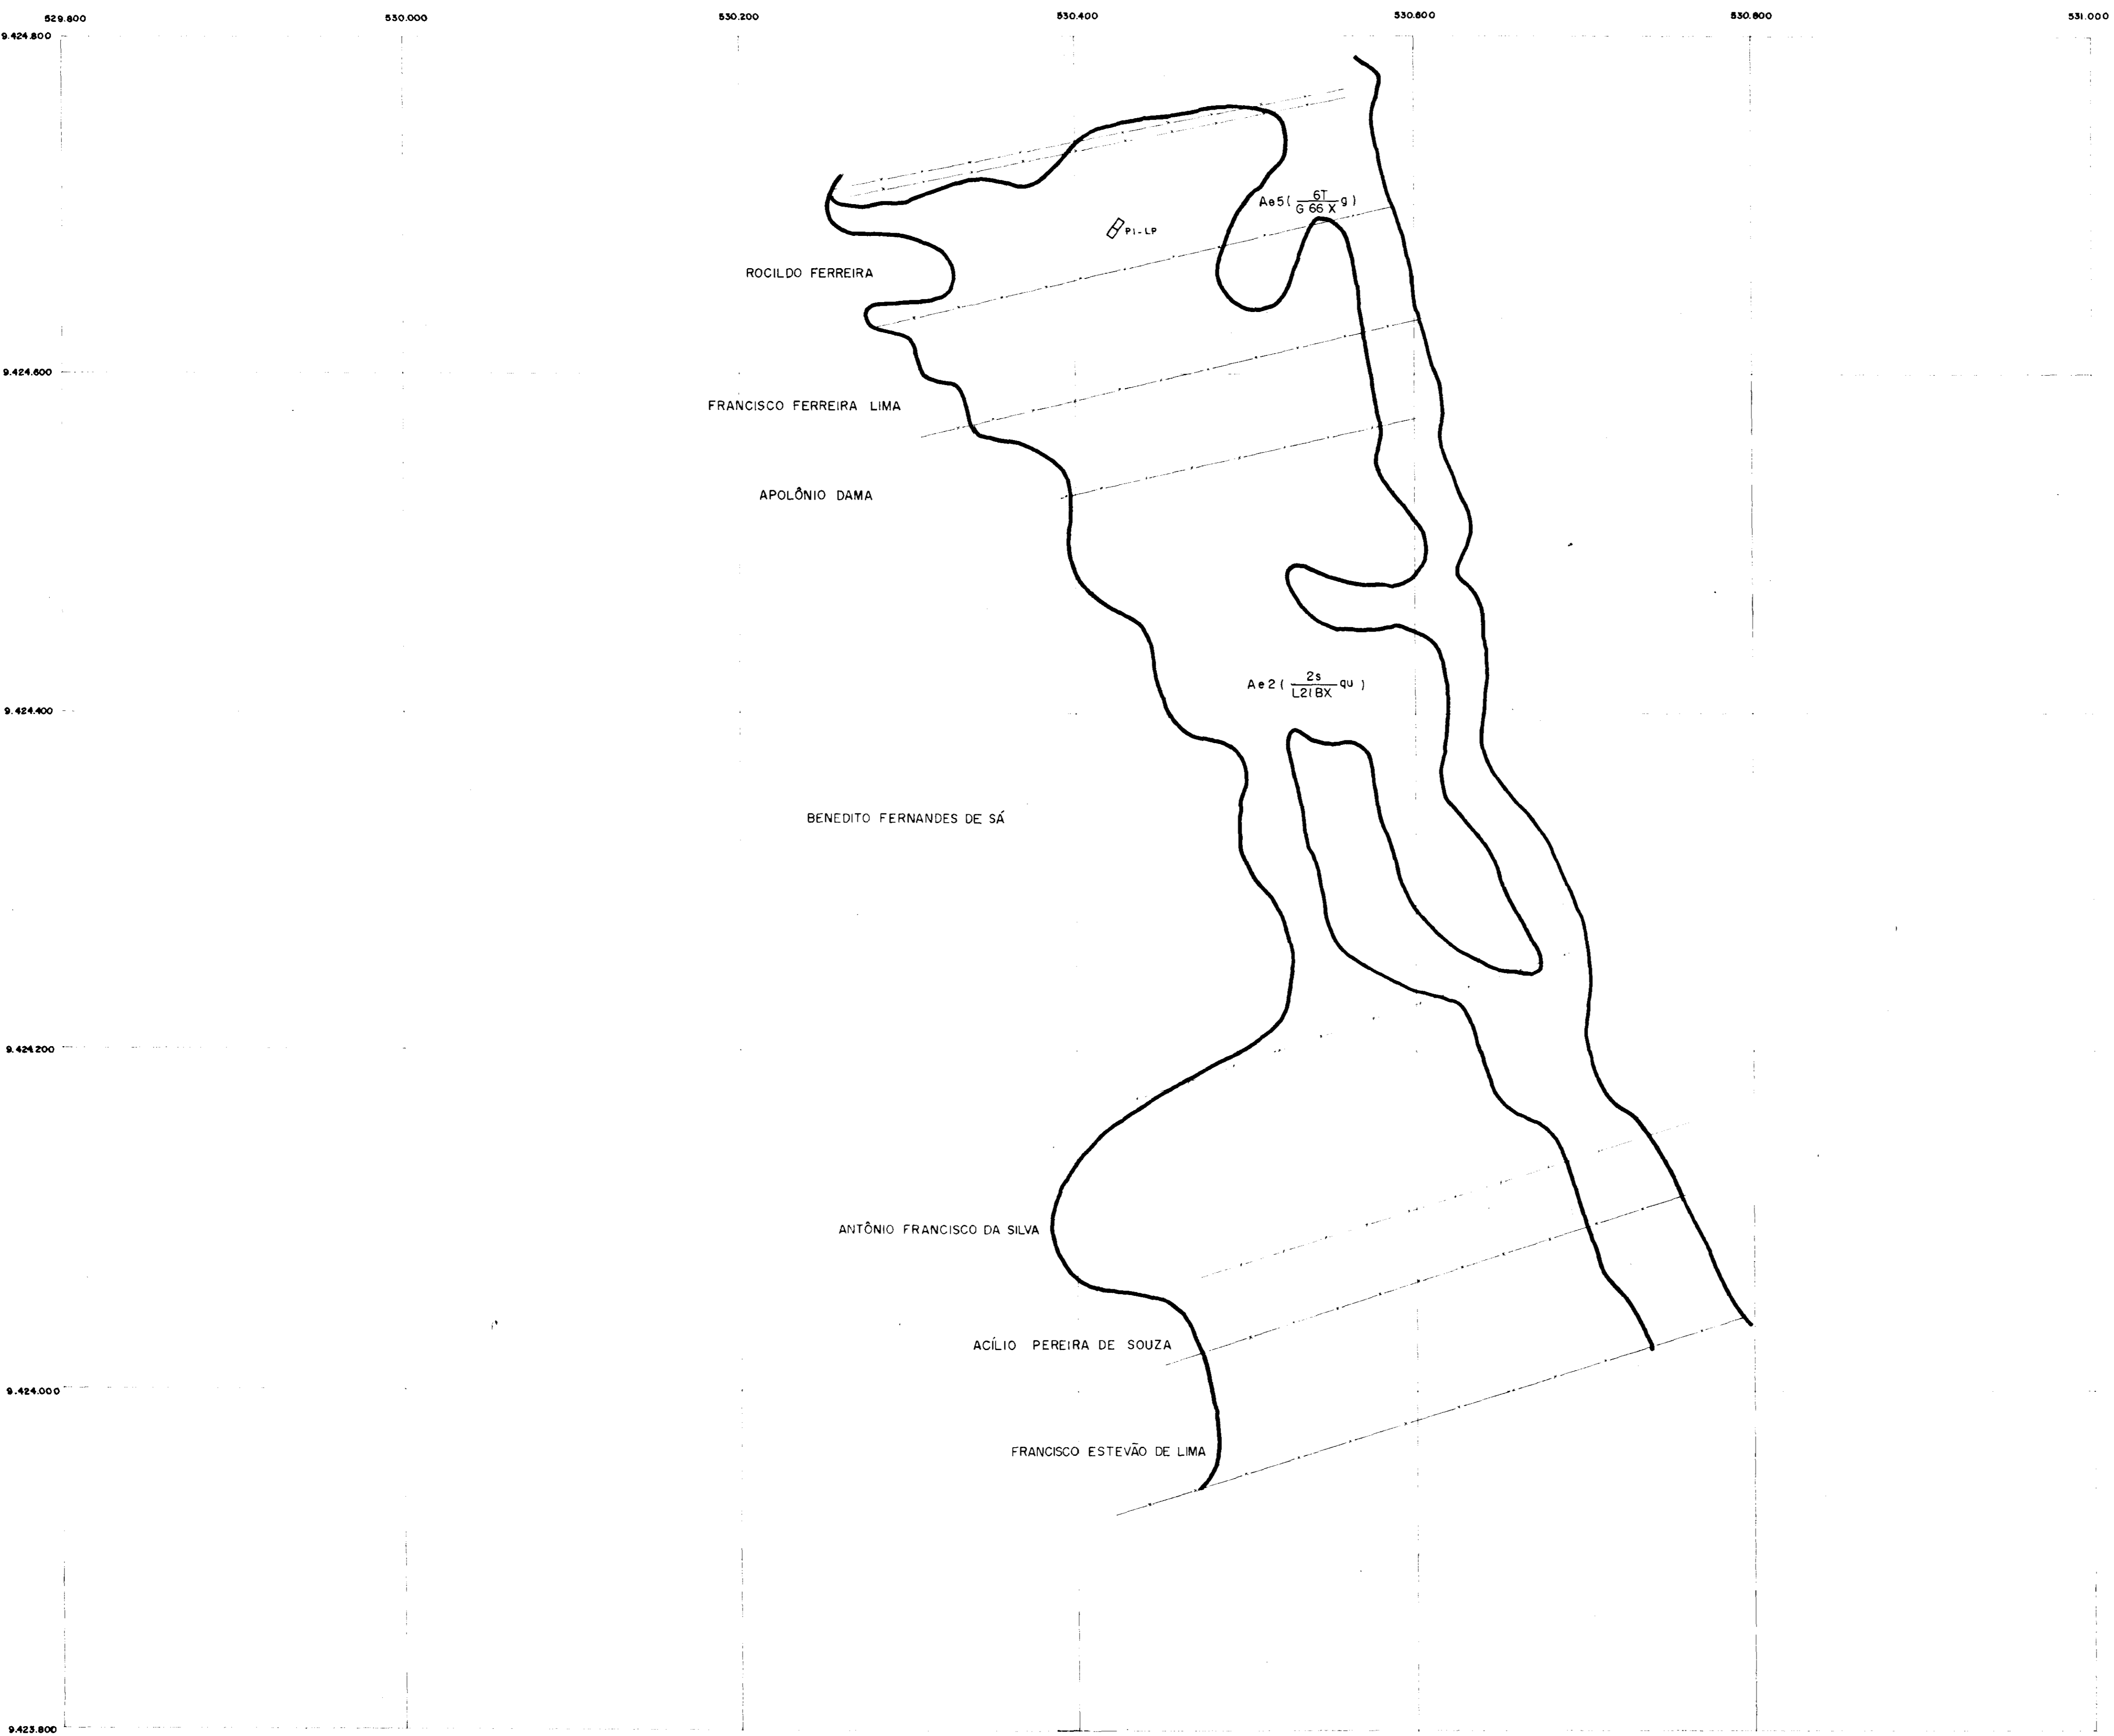 529.800 530.000 530.200 530.400 530.600 530.800 531.000
9.424.800
Ae5( 6T / G 66 X g )
P1-LP
ROCILDO FERREIRA
9.424.600
FRANCISCO FERREIRA LIMA
APOLÔNIO DAMA
Ae2( 2s / L21BX qu )
9.424.400
BENEDITO FERNANDES DE SÁ
9.424.200
ANTÔNIO FRANCISCO DA SILVA
ACÍLIO PEREIRA DE SOUZA
9.424.000
FRANCISCO ESTEVÃO DE LIMA
9.423.800